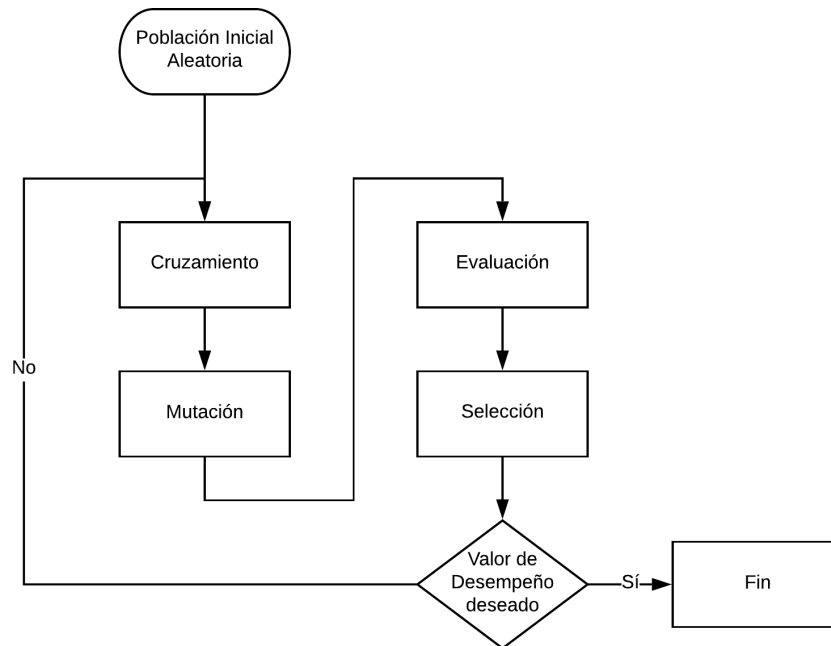 Población Inicial
Aleatoria
Cruzamiento
Evaluación
No
Mutación
Selección
Valor de
Desempeño
deseado
Sí
Fin